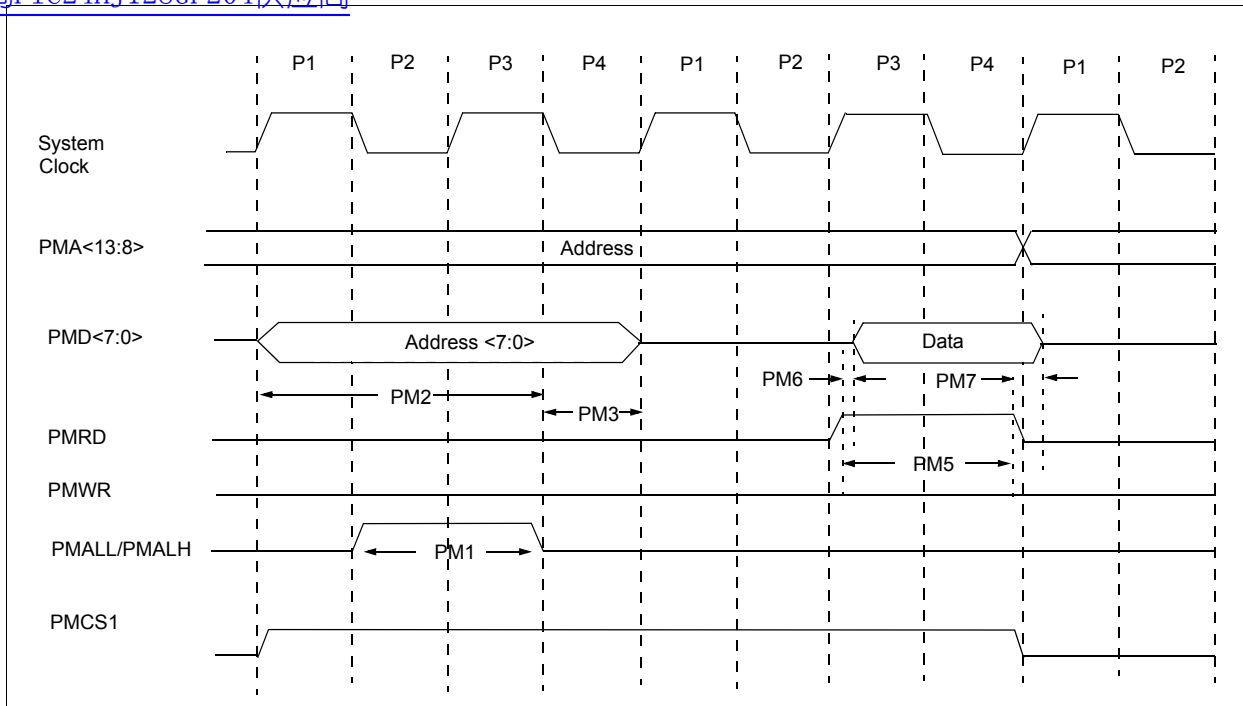 P1 P2 P3 P4 P1 P2 P3 P4 P1 P2
System
Clock
PMA<13:8>
Address
PMD<7:0>
Address <7:0>
Data
PM6
PM7
PM2
PM3
PMRD
PM5
PMWR
PMALL/PMALH
PM1
PMCS1